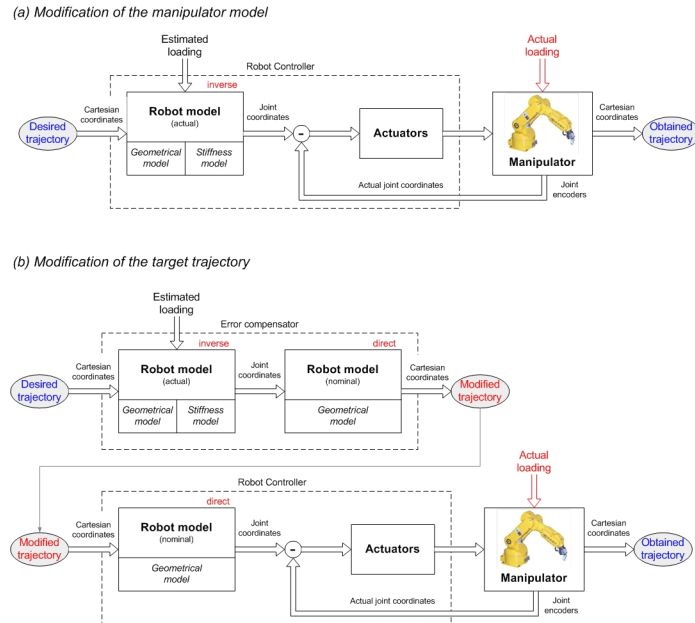 (a) Modification of the manipulator model
Estimated
loading
Actual
loading
Robot Controller
inverse
Cartesian
coordinates
Robot model
(actual)
Joint
coordinates
Cartesian
coordinates
Desired
trajectory
-
Actuators
Obtained
trajectory
Geometrical
model
Stiffness
model
Manipulator
Actual joint coordinates
Joint
encoders
(b) Modification of the target trajectory
Estimated
loading
Error compensator
inverse
direct
Cartesian
coordinates
Robot model
(actual)
Joint
coordinates
Robot model
(nominal)
Cartesian
coordinates
Desired
trajectory
Modified
trajectory
Geometrical
model
Stiffness
model
Geometrical
model
Actual
loading
Robot Controller
direct
Cartesian
coordinates
Robot model
(nominal)
Joint
coordinates
Cartesian
coordinates
Modified
trajectory
-
Actuators
Obtained
trajectory
Geometrical
model
Manipulator
Actual joint coordinates
Joint
encoders